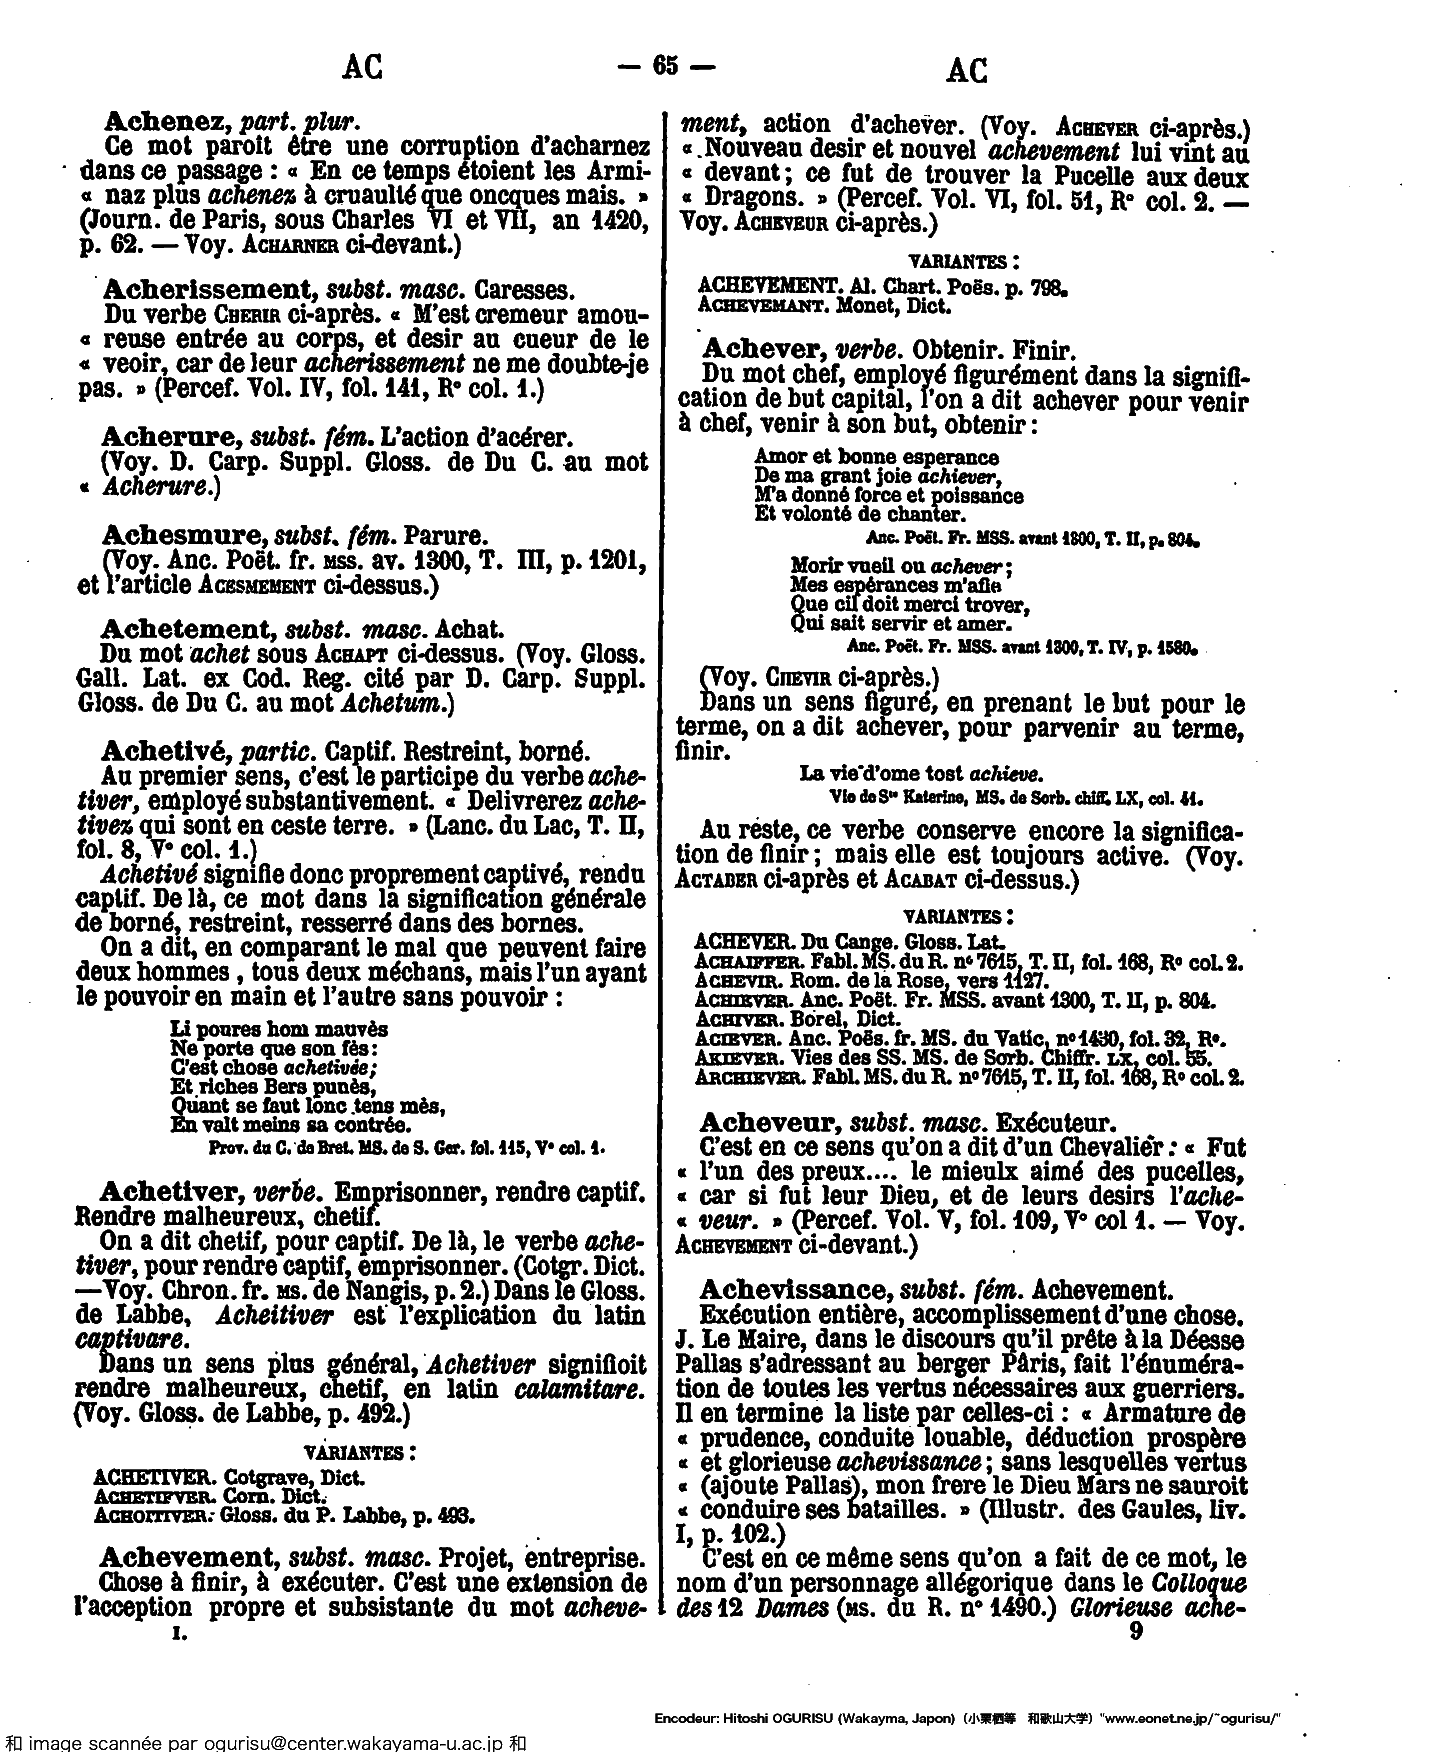 AC
— 65 —
AC
Achenez, part. plur.
Ce mot paroit être une corruption d'acharnez
dans ce passage : « En ce temps étoient les Armi-
« naz plus achenez à cruaulté que oncques mais. »
(Journ. de Paris, sous Charles VI et VII, an 1420,
p. 62. — Voy. ACHARNER ci-devant.)
Acherissement, subst. masc. Caresses.
Du verbe CHERIR ci-après. « M'est cremeur amou-
« reuse entrée au corps, et desir au cueur de le
« veoir, car de leur acherissement ne me doubte-je
pas. » (Percef. Vol. IV, fol. 141, R° col. 1.)
Acherure, subst. fém. L'action d'acérer.
(Voy. D. Carp. Suppl. Gloss. de Du C. au mot
« Acherure.)
Achesmure, subst. fém. Parure.
(Voy. Anc. Poët. fr. MSS. av. 1300, T. III, p. 1201,
et l'article ACESMEMENT ci-dessus.)
Achetement, subst. masc. Achat.
Du mot achet sous ACHAPT ci-dessus. (Voy. Gloss.
Gall. Lat. ex Cod. Reg. cité par D. Carp. Suppl.
Gloss. de Du C. au mot Achetum.)
Achetivé, partic. Captif. Restreint, borné.
Au premier sens, c'est le participe du verbe ache-
tiver, employé substantivement. « Delivrerez ache-
tivez qui sont en ceste terre. » (Lanc. du Lac, T. II,
fol. 8, V° col. 1.)
Achetivé signifie donc proprement captivé, rendu
captif. De là, ce mot dans la signification générale
de borné, restreint, resserré dans des bornes.
On a dit, en comparant le mal que peuvent faire
deux hommes , tous deux méchans, mais l'un ayant
le pouvoir en main et l'autre sans pouvoir :
Li poures hom mauvès
Ne porte que son fès :
C'est chose achetivée;
Et riches Bers punès,
Quant se faut lonc tens mès,
En valt meins sa contrée.
Prov. du C. de Bret. MS. de S. Ger. fol. 115, V° col. 1.
Achetiver, verbe. Emprisonner, rendre captif.
Rendre malheureux, chetif.
On a dit chetif, pour captif. De là, le verbe ache-
tiver, pour rendre captif, emprisonner. (Cotgr. Dict.
—Voy. Chron. fr. MS. de Nangis, p. 2.) Dans le Gloss.
de Labbe, Acheitiver est l'explication du latin
captivare.
Dans un sens plus général, Achetiver signifioit
rendre malheureux, chetif, en latin calamitare.
(Voy. Gloss. de Labbe, p. 492.)
VARIANTES :
ACHETIVER. Cotgrave, Dict.
ACHETIFVER. Corn. Dict.
ACHOITIVER. Gloss. du P. Labbe, p. 493.
Achevement, subst. masc. Projet, entreprise.
Chose à finir, à exécuter. C'est une extension de
l'acception propre et subsistante du mot acheve-
I.
ment, action d'achever. (Voy. ACHEVER ci-après.)
« Nouveau desir et nouvel achevement lui vint au
« devant ; ce fut de trouver la Pucelle aux deux
« Dragons. » (Percef. Vol. VI, fol. 51, R° col. 2. —
Voy. ACHEVEUR ci-après.)
VARIANTES :
ACHEVEMENT. Al. Chart. Poës. p. 798.
ACHEVEMANT. Monet, Dict.
Achever, verbe. Obtenir. Finir.
Du mot chef, employé figurément dans la signifi-
cation de but capital, l'on a dit achever pour venir
à chef, venir à son but, obtenir :
Amor et bonne esperance
De ma grant joie achiever,
M'a donné force et poissance
Et volonté de chanter.
Anc. Poët. Fr. MSS. avant 1300, T. II, p. 804.
Morir vueil ou achever ;
Mes espérances m'afie
Que cil doit merci trover,
Qui sait servir et amer.
Anc. Poët. Fr. MSS. avant 1300, T. IV, p. 1580.
(Voy. CHEVIR ci-après.)
Dans un sens figuré, en prenant le but pour le
terme, on a dit achever, pour parvenir au terme,
finir.
La vie d'ome tost achieve.
Vie de Ste Katerine, MS. de Sorb. chiff. LX, col. 41.
Au reste, ce verbe conserve encore la significa-
tion de finir ; mais elle est toujours active. (Voy.
ACTABER ci-après et ACABAT ci-dessus.)
VARIANTES :
ACHEVER. Du Cange. Gloss. Lat.
ACHAIFFER. Fabl. MS. du R. n° 7615, T. II, fol. 168, R° col. 2.
ACHEVIR. Rom. de la Rose, vers 1127.
ACHIEVER. Anc. Poët. Fr. MSS. avant 1300, T. II, p. 804.
ACHIVER. Borel, Dict.
ACIEVER. Anc. Poës. fr. MS. du Vatic. n° 1430, fol. 32, R°.
AKIEVER. Vies des SS. MS. de Sorb. Chiffr. LX, col. 55.
ARCHIEVER. Fabl. MS. du R. n° 7615, T. II, fol. 168, R° col. 2.
Acheveur, subst. masc. Exécuteur.
C'est en ce sens qu'on a dit d'un Chevalier : « Fut
« l'un des preux.... le mieulx aimé des pucelles,
« car si fut leur Dieu, et de leurs desirs l'ache-
« veur. » (Percef. Vol. V, fol. 109, V° col 1. — Voy.
ACHEVEMENT ci-devant.)
Achevissance, subst. fém. Achevement.
Exécution entière, accomplissement d'une chose.
J. Le Maire, dans le discours qu'il prête à la Déesse
Pallas s'adressant au berger Pâris, fait l'énuméra-
tion de toutes les vertus nécessaires aux guerriers.
Il en termine la liste par celles-ci : « Armature de
« prudence, conduite louable, déduction prospère
« et glorieuse achevissance ; sans lesquelles vertus
« (ajoute Pallas), mon frere le Dieu Mars ne sauroit
« conduire ses batailles. » (Illustr. des Gaules, liv.
I, p. 102.)
C'est en ce même sens qu'on a fait de ce mot, le
nom d'un personnage allégorique dans le Colloque
des 12 Dames (MS. du R. n° 1490.) Glorieuse ache-
9
Encodeur: Hitoshi OGURISU (Wakayma, Japon) (小栗栖等 和歌山大学) "www.eonet.ne.jp/~ogurisu/"
和 image scannée par ogurisu@center.wakayama-u.ac.jp 和